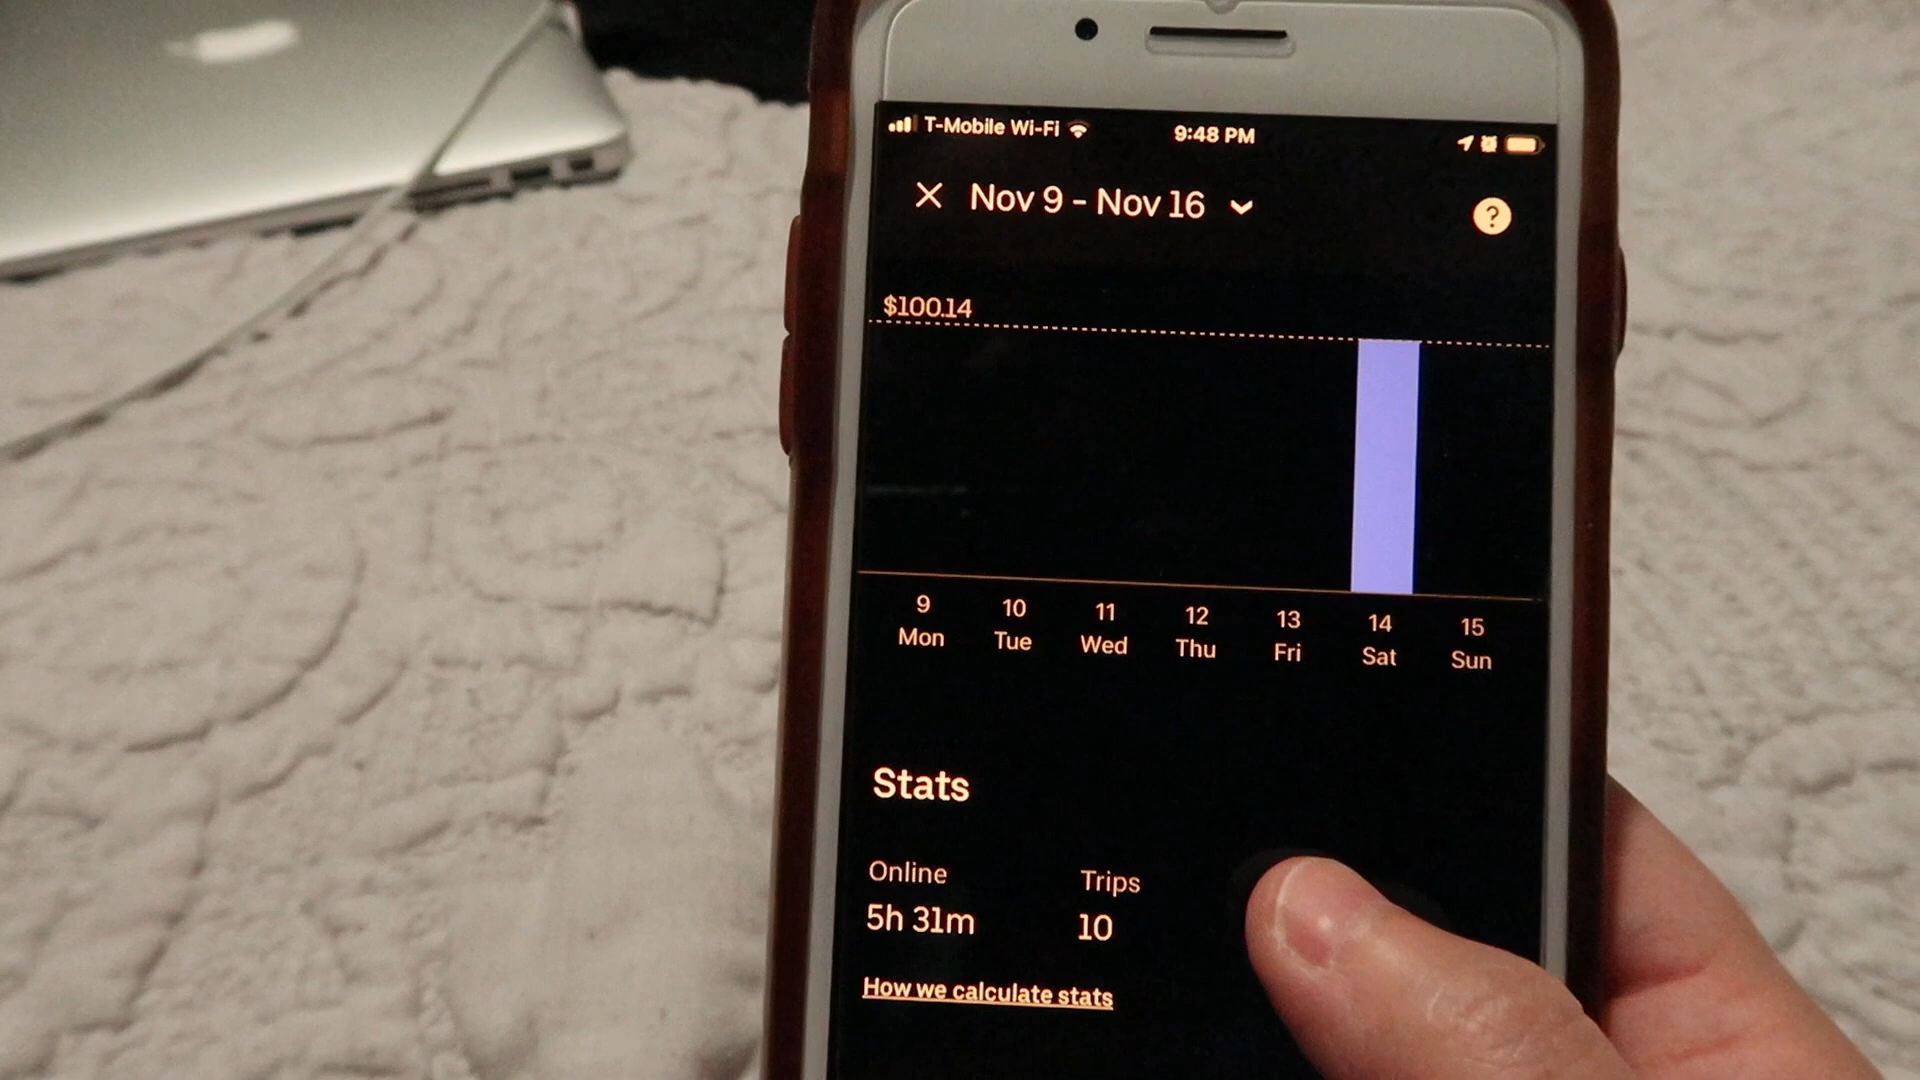 T-Mobile Wi-Fi 9:48 PM
Nov 9 - Nov 16 ?
$100.14
9 10 11 12 13 14 15
Mon Tue Wed Thu Fri Sat Sun
Stats
Online Trips
5h 31m 10
How we calculate stats